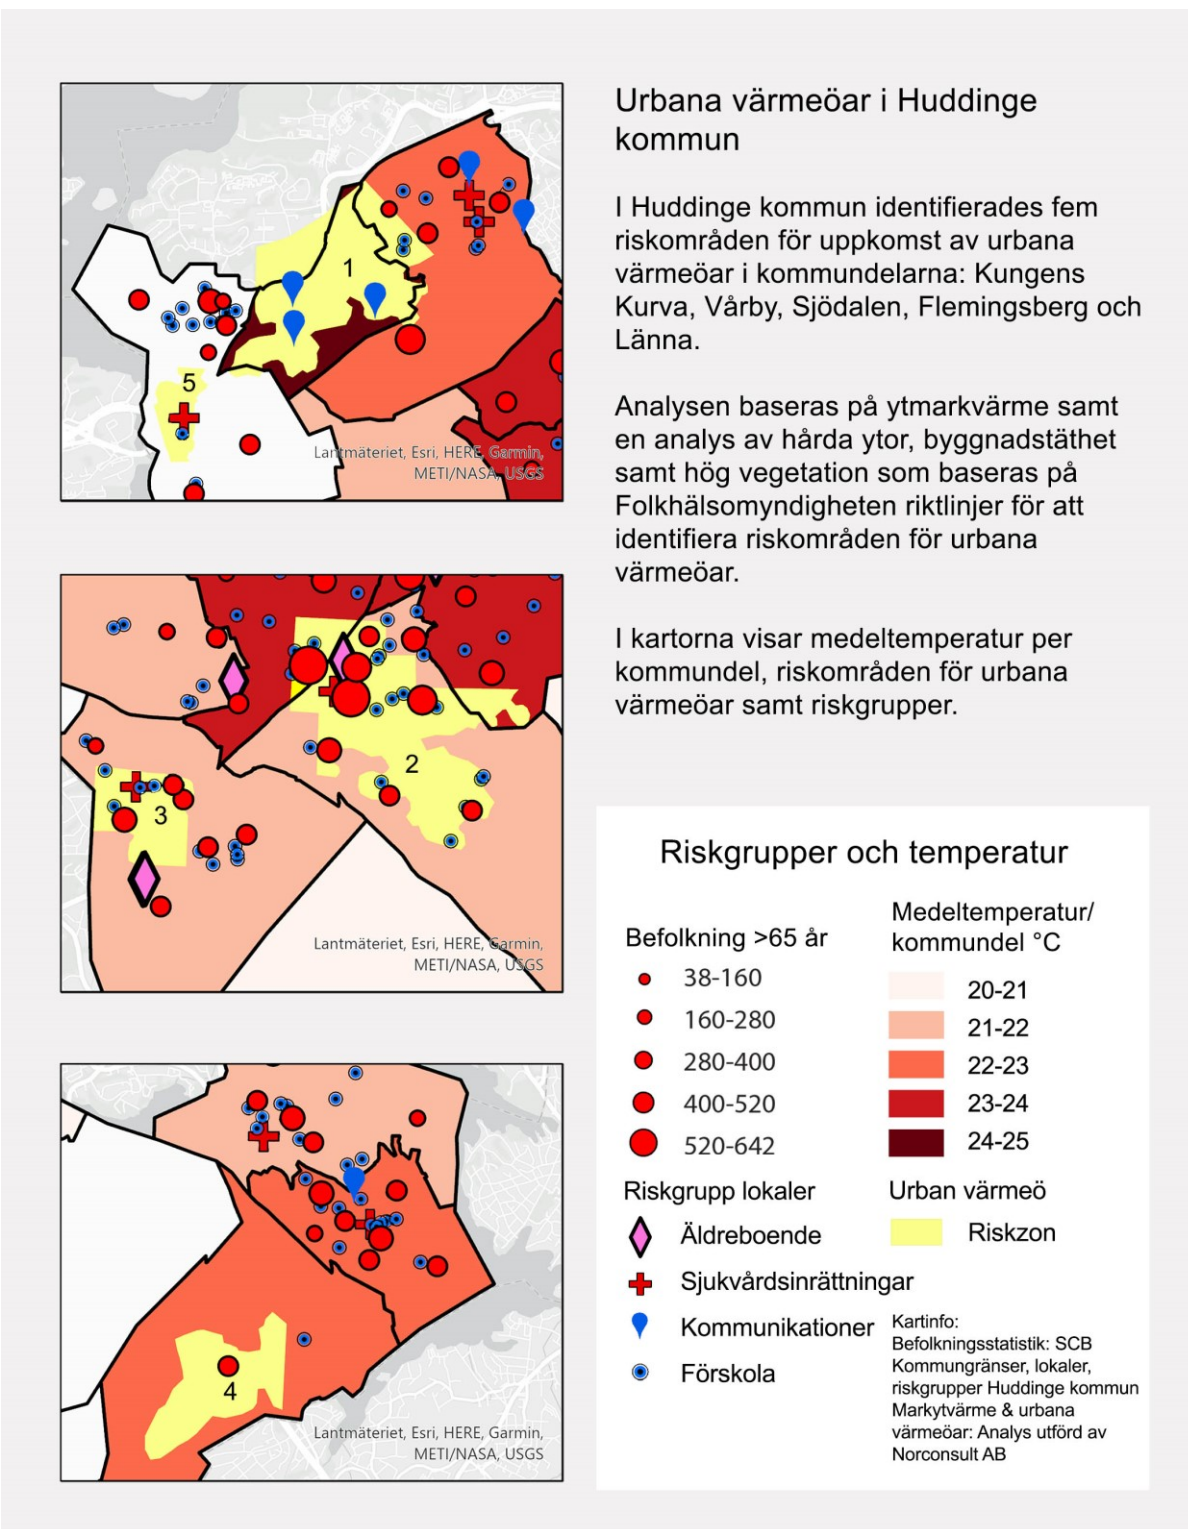 Urbana värmeöar i Huddinge
kommun
I Huddinge kommun identifierades fem
riskområden för uppkomst av urbana
värmeöar i kommundelarna: Kungens
Kurva, Vårby, Sjödalen, Flemingsberg och
Länna.
Analysen baseras på ytmarkvärme samt
en analys av hårda ytor, byggnadstäthet
samt hög vegetation som baseras på
Folkhälsomyndigheten riktlinjer för att
identifiera riskområden för urbana
värmeöar.
I kartorna visar medeltemperatur per
kommundel, riskområden för urbana
värmeöar samt riskgrupper.
1
5
Lantmäteriet, Esri, HERE, Garmin,
METI/NASA, USGS
2
3
Lantmäteriet, Esri, HERE, Garmin,
METI/NASA, USGS
4
Lantmäteriet, Esri, HERE, Garmin,
METI/NASA, USGS
Riskgrupper och temperatur
Befolkning >65 år
38-160
160-280
280-400
400-520
520-642
Riskgrupp lokaler
Äldreboende
Sjukvårdsinrättningar
Kommunikationer
Förskola
Medeltemperatur/
kommundel °C
20-21
21-22
22-23
23-24
24-25
Urban värmeö
Riskzon
Kartinfo:
Befolkningsstatistik: SCB
Kommungränser, lokaler,
riskgrupper Huddinge kommun
Markytvärme & urbana
värmeöar: Analys utförd av
Norconsult AB